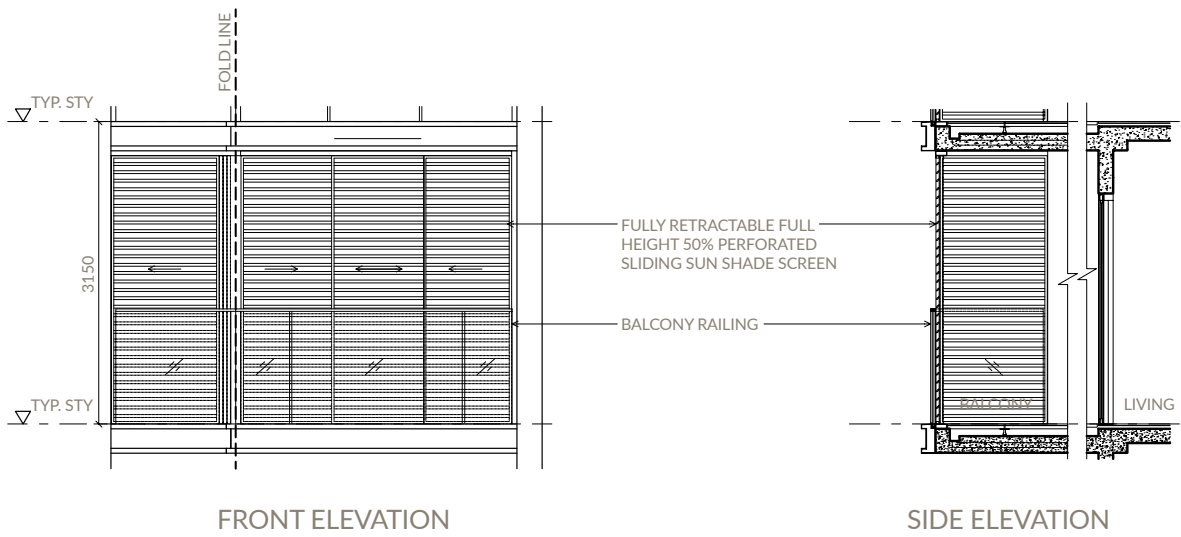 FOLD LINE
TYP. STY
3150
FULLY RETRACTABLE FULL
HEIGHT 50% PERFORATED
SLIDING SUN SHADE SCREEN
BALCONY RAILING
TYP. STY
BALCONY
LIVING
FRONT ELEVATION
SIDE ELEVATION